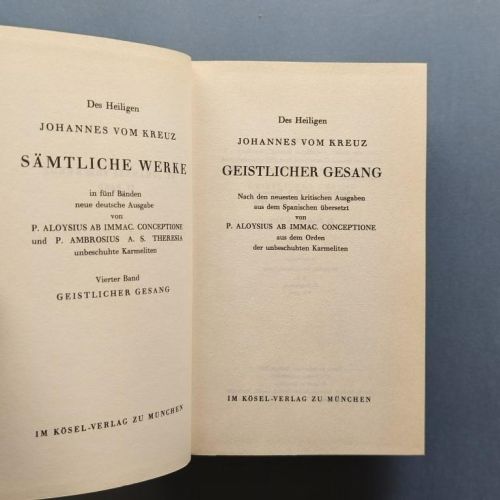 Des Heiligen
JOHANNES VOM KREUZ
SÄMTLICHE WERKE
in fünf Bänden
neue deutsche Ausgabe
von
P. ALOYSIUS AB IMMAC. CONCEPTIONE
und P. AMBROSIUS A. S. THERESIA
unbeschuhte Karmeliten
Vierter Band
GEISTLICHER GESANG
IM KÖSEL-VERLAG ZU MÜNCHEN
Des Heiligen
JOHANNES VOM KREUZ
GEISTLICHER GESANG
Nach den neuesten kritischen Ausgaben
aus dem Spanischen übersetzt
von
P. ALOYSIUS AB IMMAC. CONCEPTIONE
aus dem Orden
der unbeschuhten Karmeliten
IM KÖSEL-VERLAG ZU MÜNCHEN